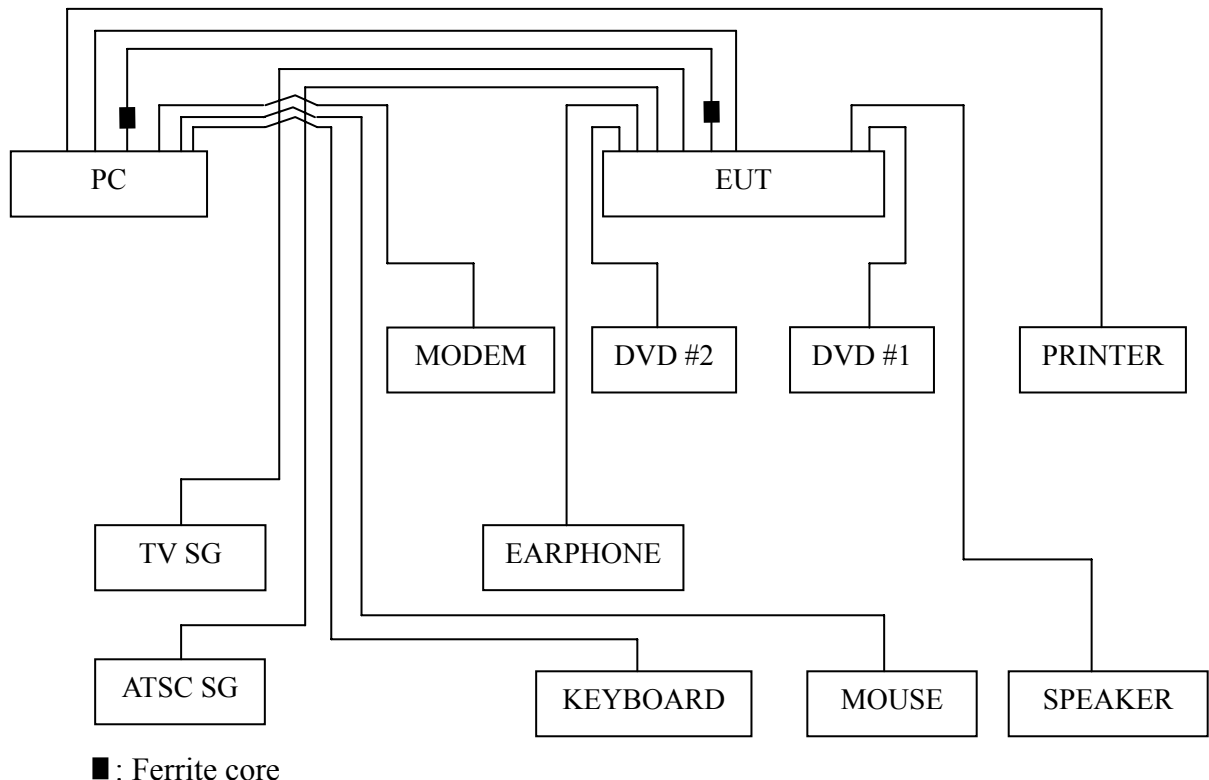 PC
EUT
MODEM
DVD #2
DVD #1
PRINTER
TV SG
EARPHONE
ATSC SG
KEYBOARD
MOUSE
SPEAKER
: Ferrite core